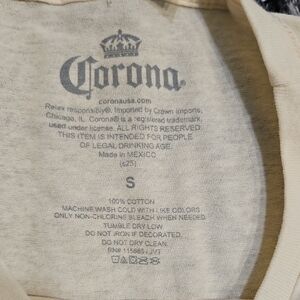 Corona®
coronausa.com
Relax responsibly®. Imported by Crown Imports,
Chicago, IL. Corona® is a registered trademark,
used under license. ALL RIGHTS RESERVED.
THIS ITEM IS INTENDED FOR PEOPLE
OF LEGAL DRINKING AGE.
Made in MEXICO
(s25)
S
100% COTTON
MACHINE WASH COLD WITH LIKE COLORS
ONLY NON-CHLORINE BLEACH WHEN NEEDED
TUMBLE DRY LOW
DO NOT IRON IF DECORATED.
DO NOT DRY CLEAN.